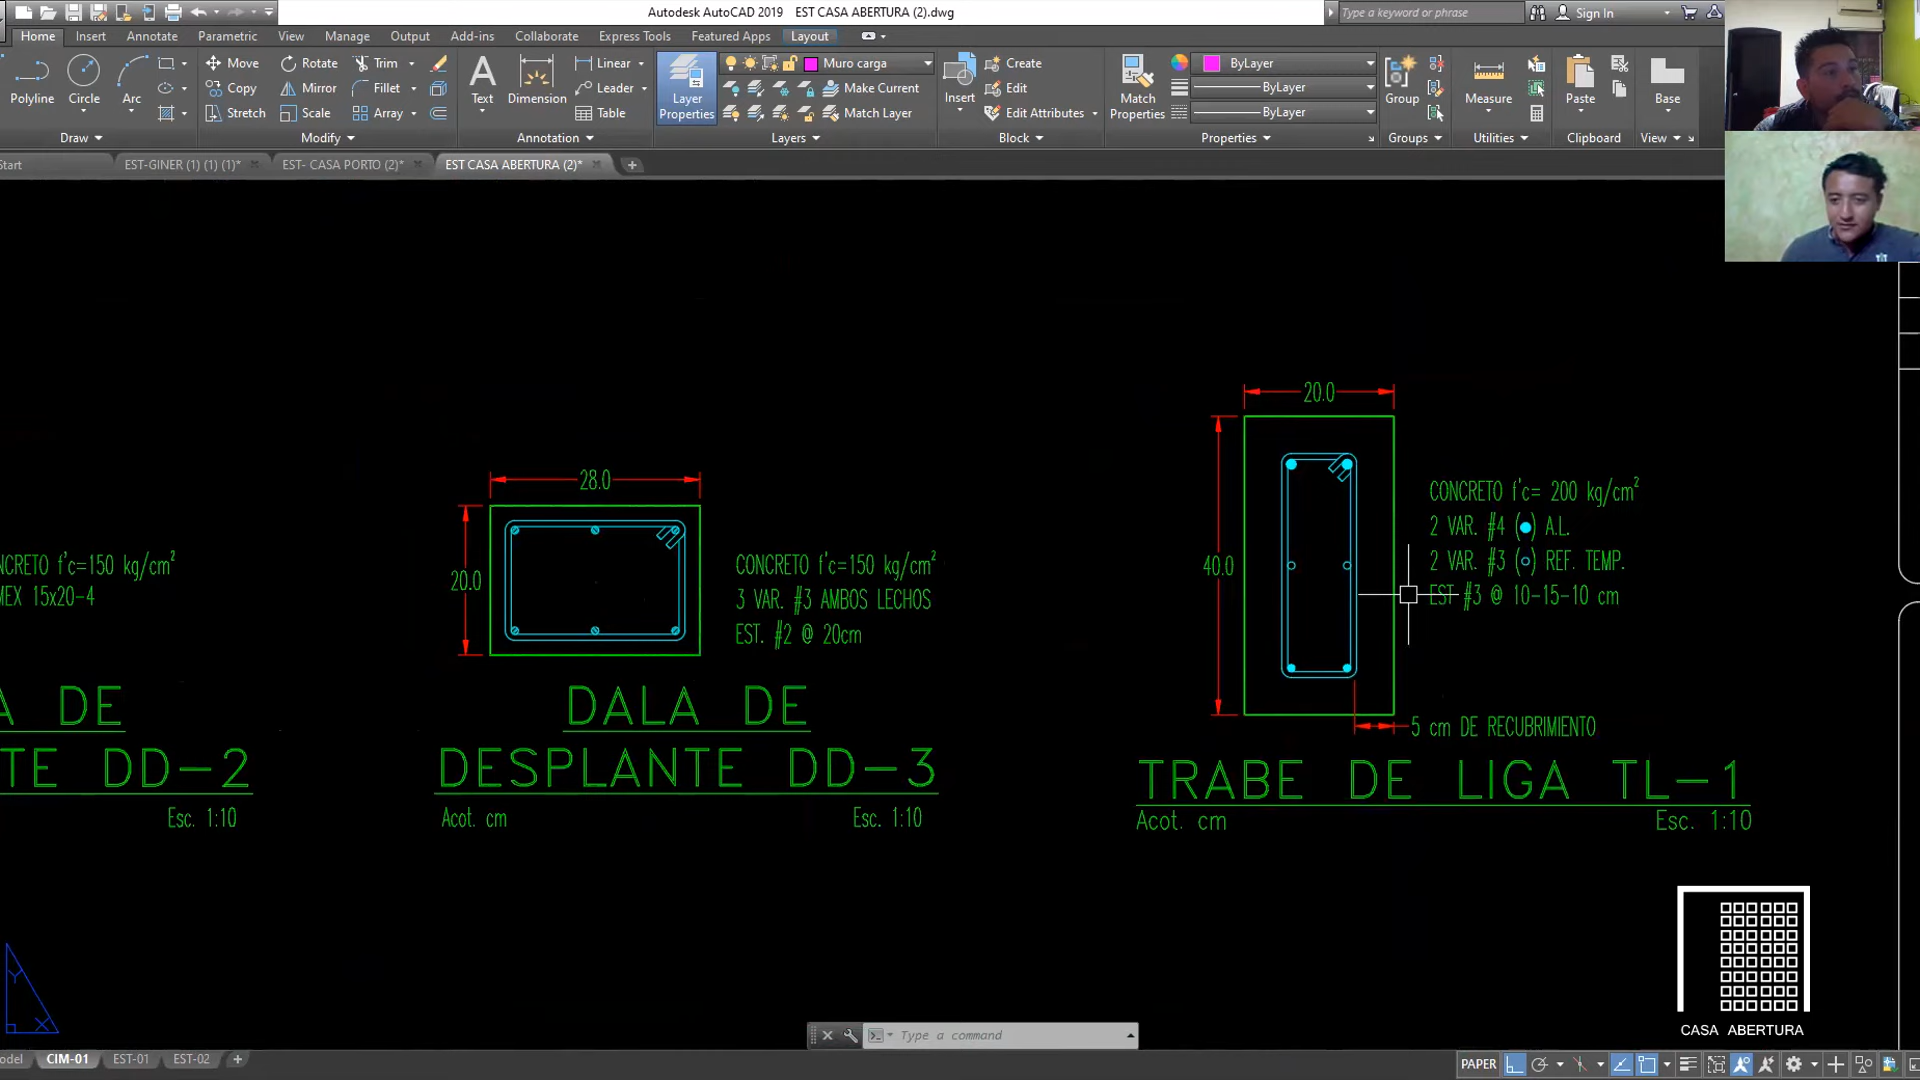 Autodesk AutoCAD 2019 EST CASA ABERTURA (2).dwg
Type a keyword or phrase
Sign In
Home Insert Annotate Parametric View Manage Output Add-ins Collaborate Express Tools Featured Apps Layout
Polyline Circle Arc
Move Rotate Trim
Copy Mirror Fillet
Stretch Scale Array
Text Dimension
Linear
Leader
Table
Layer Properties
Muro carga
Make Current
Match Layer
Insert
Create
Edit
Edit Attributes
Match Properties
ByLayer
ByLayer
ByLayer
Group Measure Paste Base
Draw Modify Annotation Layers Block Properties Groups Utilities Clipboard View
Start EST-GINER (1) (1) (1)* EST- CASA PORTO (2)* EST CASA ABERTURA (2)*
NCRETO f'c=150 kg/cm²
MEX 15x20-4
A DE
TE DD-2
Esc. 1:10
28.0
20.0
CONCRETO f'c=150 kg/cm²
3 VAR. #3 AMBOS LECHOS
EST. #2 @ 20cm
DALA DE
DESPLANTE DD-3
Acot. cm Esc. 1:10
20.0
40.0
CONCRETO f'c= 200 kg/cm²
2 VAR. #4 ( ) A.L.
2 VAR. #3 ( ) REF. TEMP.
EST #3 @ 10-15-10 cm
5 cm DE RECUBRIMIENTO
TRABE DE LIGA TL-1
Acot. cm Esc. 1:10
CASA ABERTURA
Y
X
Type a command
odel CIM-01 EST-01 EST-02
PAPER